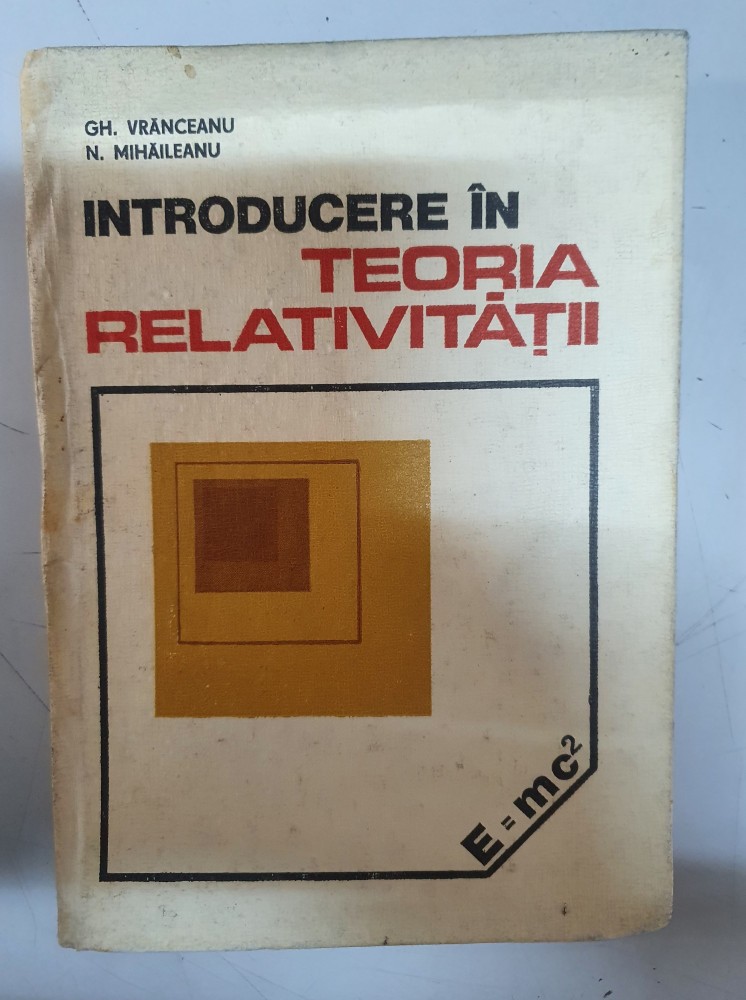 GH. VRĂNCEANU
N. MIHĂILEANU
INTRODUCERE ÎN
TEORIA
RELATIVITĂȚII
E = mc²